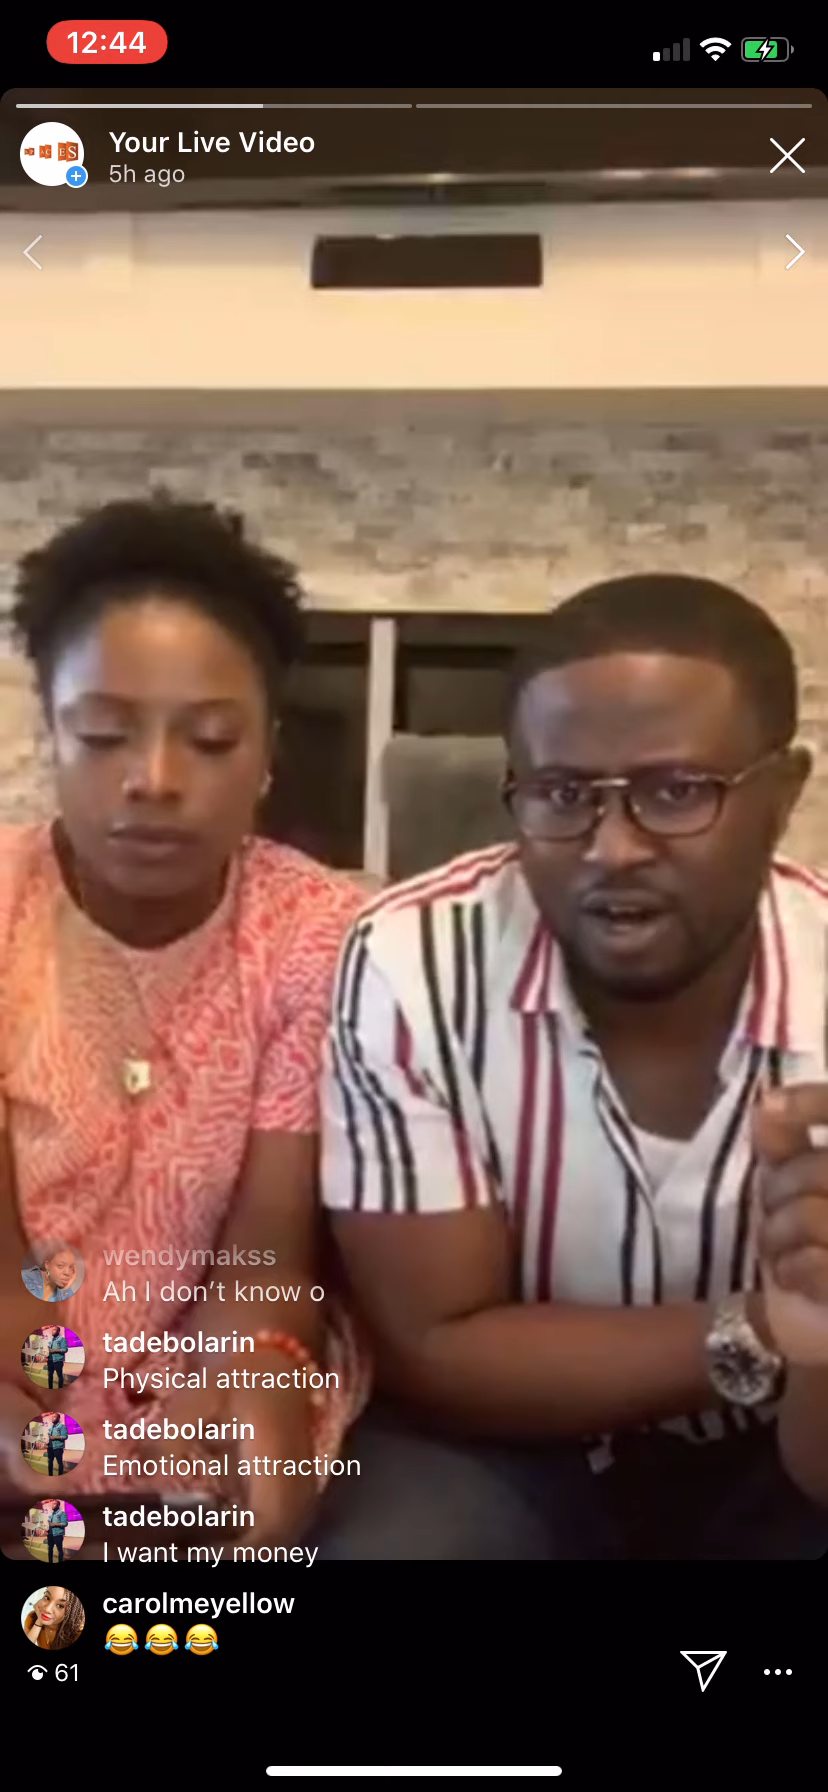 12:44
Your Live Video
5h ago
wendymakss
Ah I don't know o
tadebolarin
Physical attraction
tadebolarin
Emotional attraction
tadebolarin
I want my money
carolmeyellow
😂😂😂
61